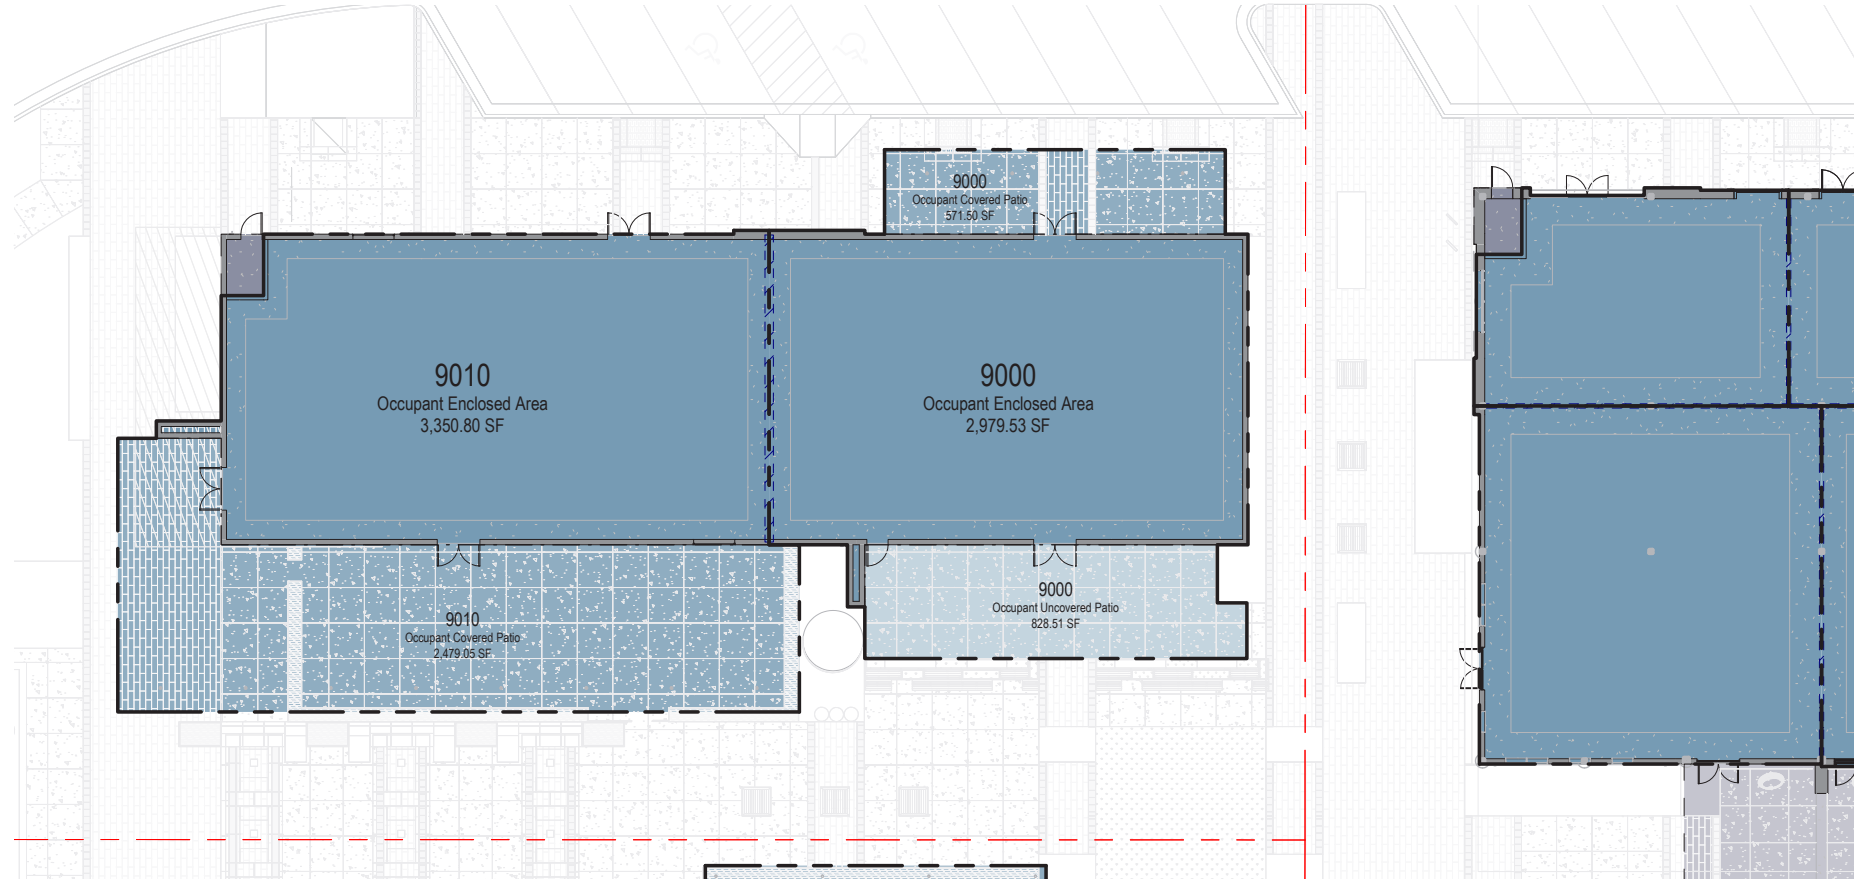 9000
Occupant Covered Patio
571.50 SF
9010
Occupant Enclosed Area
3,350.80 SF
9000
Occupant Enclosed Area
2,979.53 SF
9000
Occupant Uncovered Patio
828.51 SF
9010
Occupant Covered Patio
2,479.05 SF